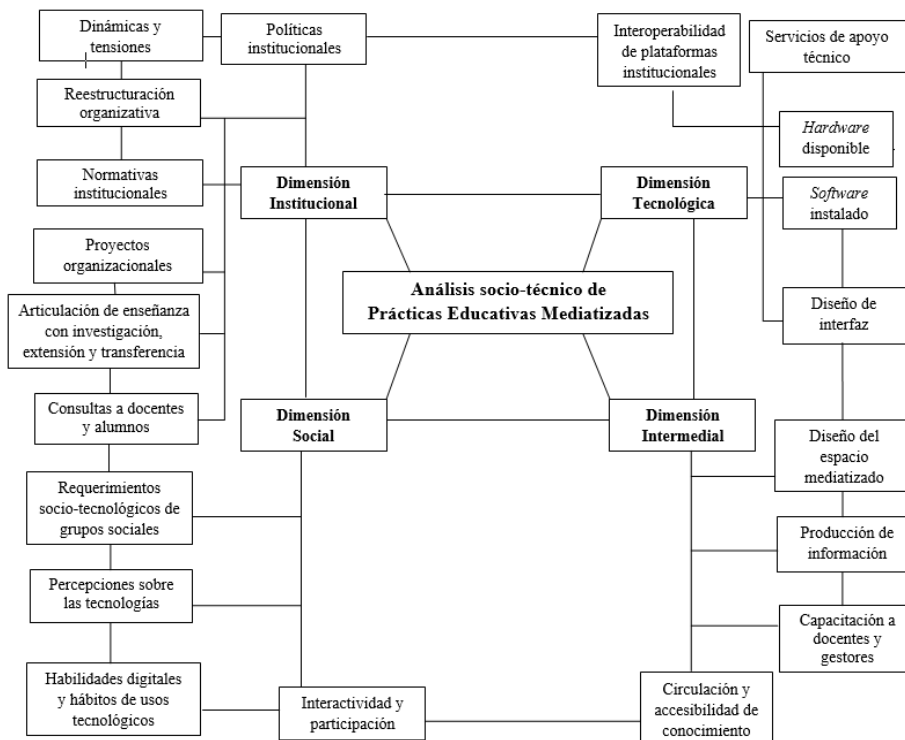 Dinámicas y
tensiones
Políticas
institucionales
Interoperabilidad
de plataformas
institucionales
Servicios de apoyo
técnico
Reestructuración
organizativa
Hardware
disponible
Normativas
institucionales
Dimensión
Institucional
Dimensión
Tecnológica
Software
instalado
Proyectos
organizacionales
Análisis socio-técnico de
Prácticas Educativas Mediatizadas
Articulación de enseñanza
con investigación,
extensión y transferencia
Diseño de
interfaz
Consultas a docentes
y alumnos
Dimensión
Social
Dimensión
Intermedial
Diseño del
espacio
mediatizado
Requerimientos
socio-tecnológicos de
grupos sociales
Producción de
información
Percepciones sobre
las tecnologías
Capacitación a
docentes y
gestores
Habilidades digitales
y hábitos de usos
tecnológicos
Interactividad y
participación
Circulación y
accesibilidad de
conocimiento